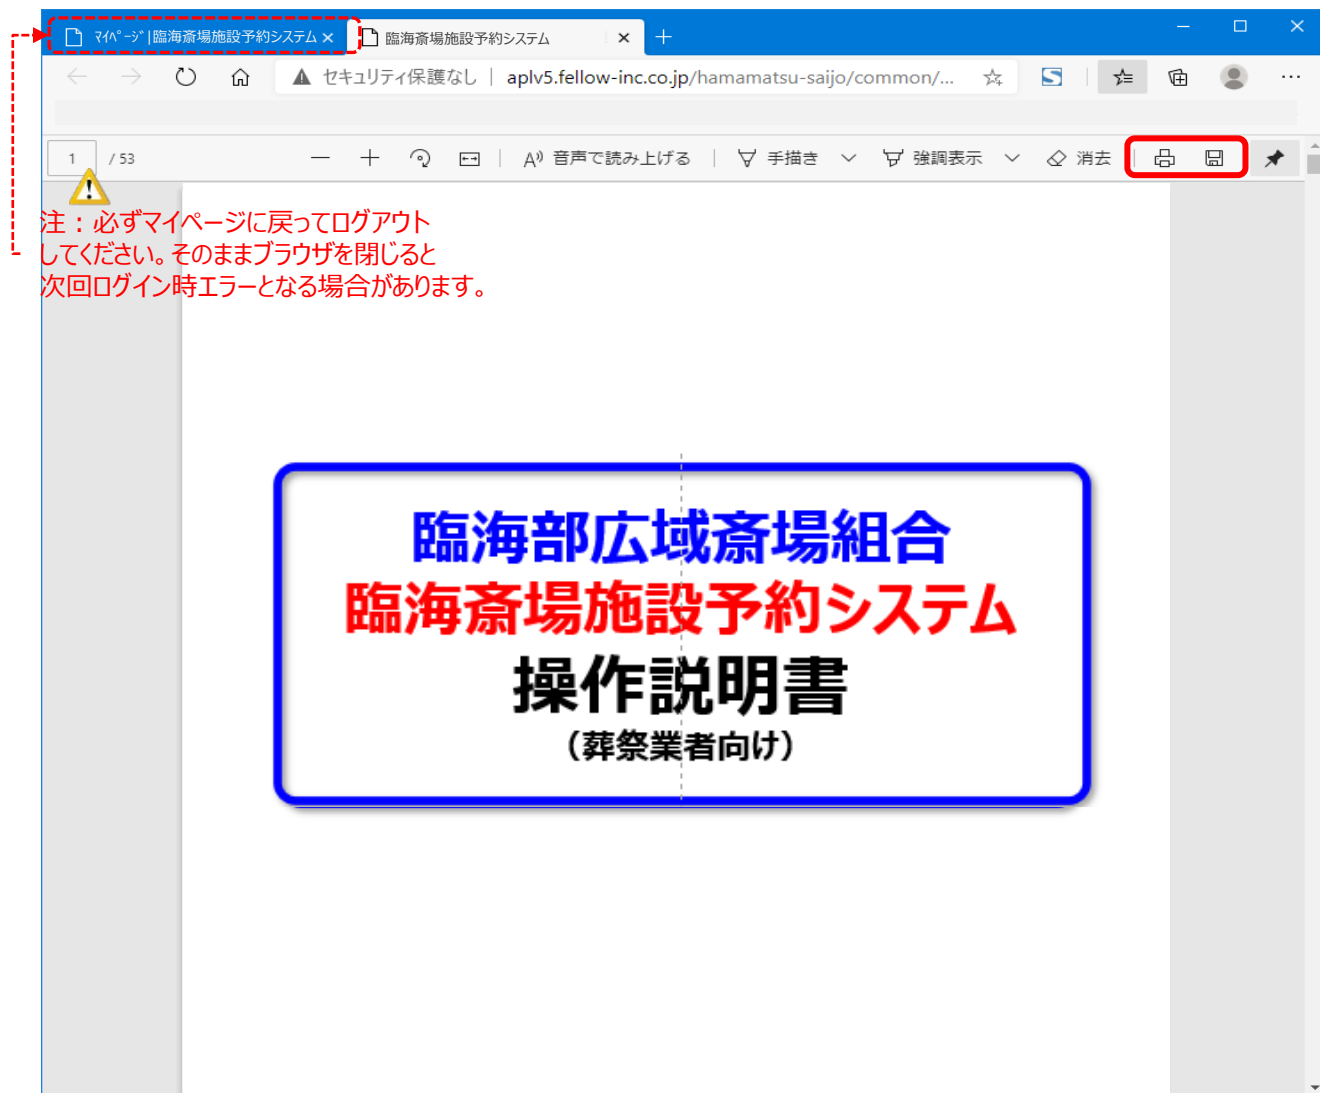 ﾏｲﾍﾟｰｼﾞ|臨海斎場施設予約システム
臨海斎場施設予約システム
セキュリティ保護なし | aplv5.fellow-inc.co.jp/hamamatsu-saijo/common/...
1 / 53
音声で読み上げる
手描き
強調表示
消去
注：必ずマイページに戻ってログアウト
してください。そのままブラウザを閉じると
次回ログイン時エラーとなる場合があります。
臨海部広域斎場組合
臨海斎場施設予約システム
操作説明書
（葬祭業者向け）